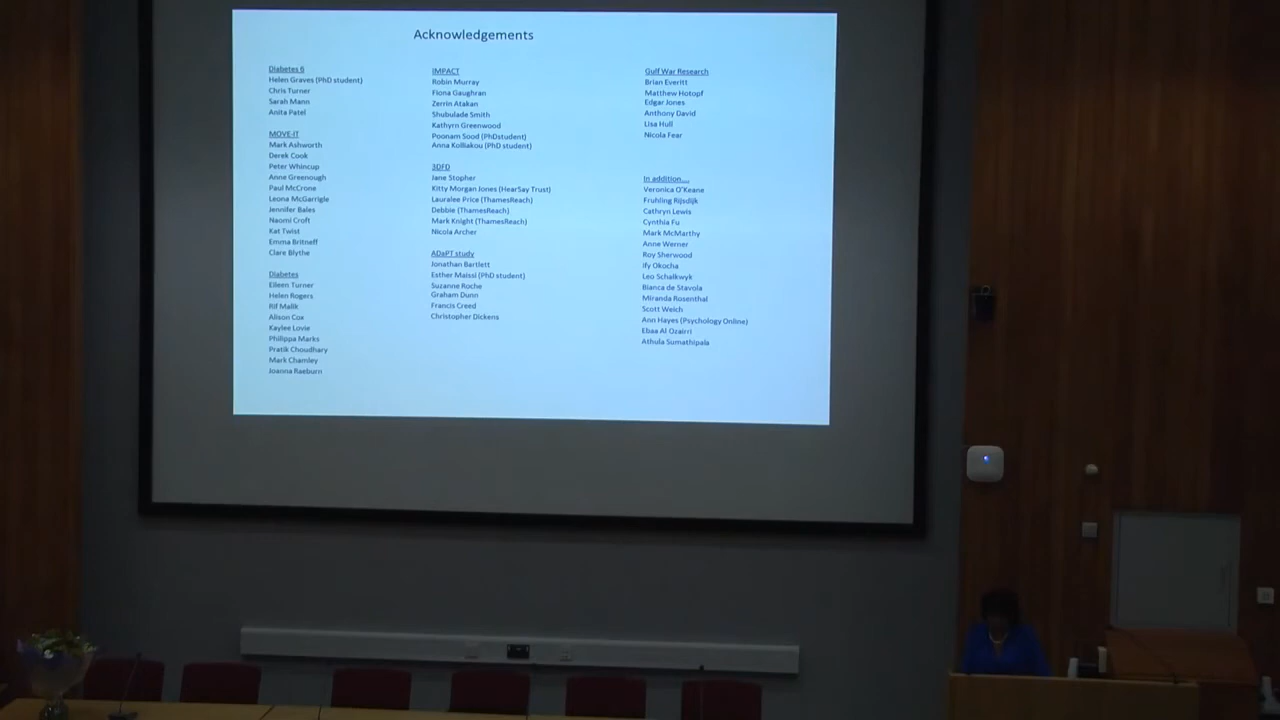 Acknowledgements
Diabetes 6
Helen Graves (PhD student)
Chris Turner
Sarah Mann
Anita Patel
MOVE-IT
Mark Ashworth
Derek Cook
Peter Whincup
Anne Greenough
Paul McCrone
Leona McGarrigle
Jennifer Bales
Naomi Croft
Kat Twist
Emma Britneff
Clare Blythe
Diabetes
Eileen Turner
Helen Rogers
Rif Malik
Alison Cox
Kaylee Lovie
Philippa Marks
Pratik Choudhary
Mark Chamley
Joanna Raeburn
IMPACT
Robin Murray
Fiona Gaughran
Zerrin Atakan
Shubulade Smith
Kathyrn Greenwood
Poonam Sood (PhDstudent)
Anna Kolliakou (PhD student)
3DFD
Jane Stopher
Kitty Morgan Jones (HearSay Trust)
Lauralee Price (ThamesReach)
Debbie (ThamesReach)
Mark Knight (ThamesReach)
Nicola Archer
ADaPT study
Jonathan Bartlett
Esther Maissi (PhD student)
Suzanne Roche
Graham Dunn
Francis Creed
Christopher Dickens
Gulf War Research
Brian Everitt
Matthew Hotopf
Edgar Jones
Anthony David
Lisa Hull
Nicola Fear
In addition....
Veronica O'Keane
Fruhling Rijsdijk
Cathryn Lewis
Cynthia Fu
Mark McMarthy
Anne Werner
Roy Sherwood
Ify Okocha
Leo Schalkwyk
Bianca de Stavola
Miranda Rosenthal
Scott Weich
Ann Hayes (Psychology Online)
Ebaa Al Ozairi
Athula Sumathipala